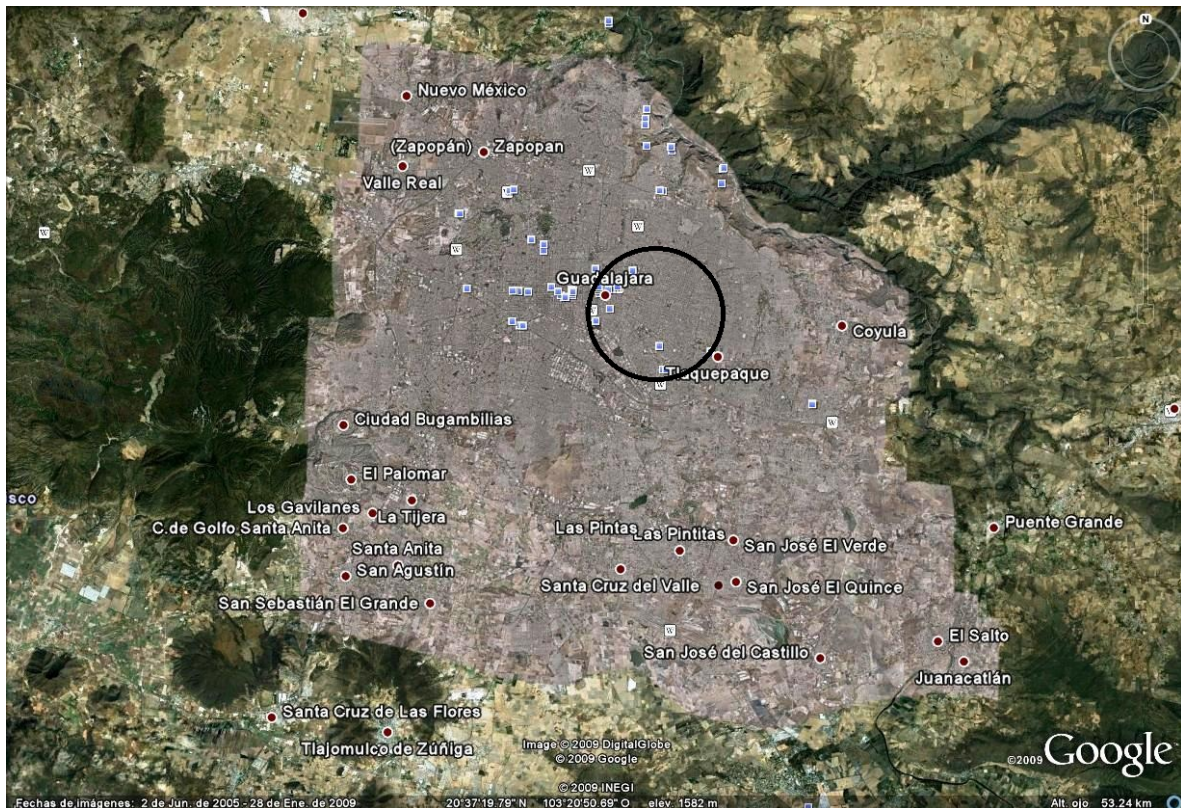 N
Nuevo México
(Zapopán) Zapopan
Valle Real
W
W
W
W
W
Guadalajara
Coyula
Tlaquepaque
W
W
Ciudad Bugambilias
El Palomar
sco
Los Gavilanes
La Tijera
C.de Golfo Santa Anita
Las Pintas
Las Pintitas
Puente Grande
San José El Verde
Santa Anita
San Agustín
Santa Cruz del Valle
San José El Quince
San Sebastián El Grande
W
El Salto
San José del Castillo
Juanacatlán
Santa Cruz de Las Flores
Tlajomulco de Zúñiga
Image © 2009 DigitalGlobe
© 2009 Google
© 2009 INEGI
©2009 Google
Fechas de imágenes: 2 de Jun. de 2005 - 28 de Ene. de 2009
20°37'19.79" N 103°20'50.69" O elév. 1582 m
Alt. ojo 53.24 km